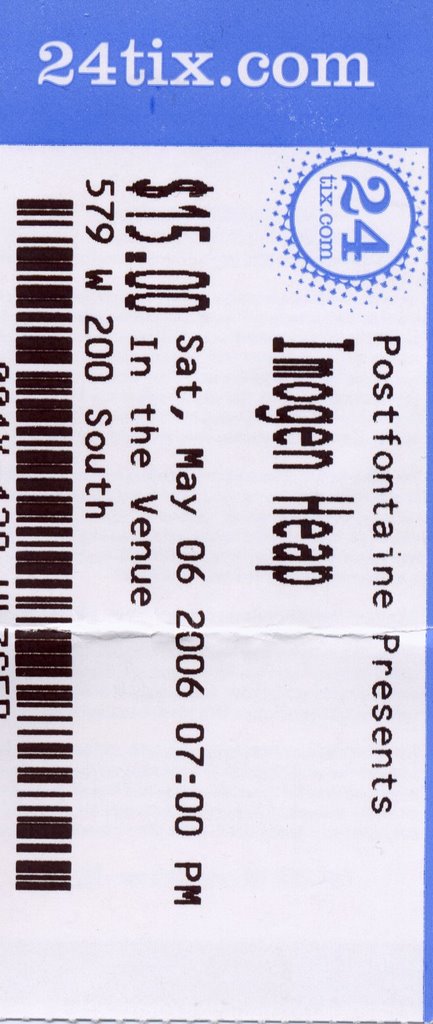 24tix.com
24
tix.com
Postfontaine Presents
Imogen Heap
Sat, May 06 2006 07:00 PM
$15.00 In the Venue
579 W 200 South